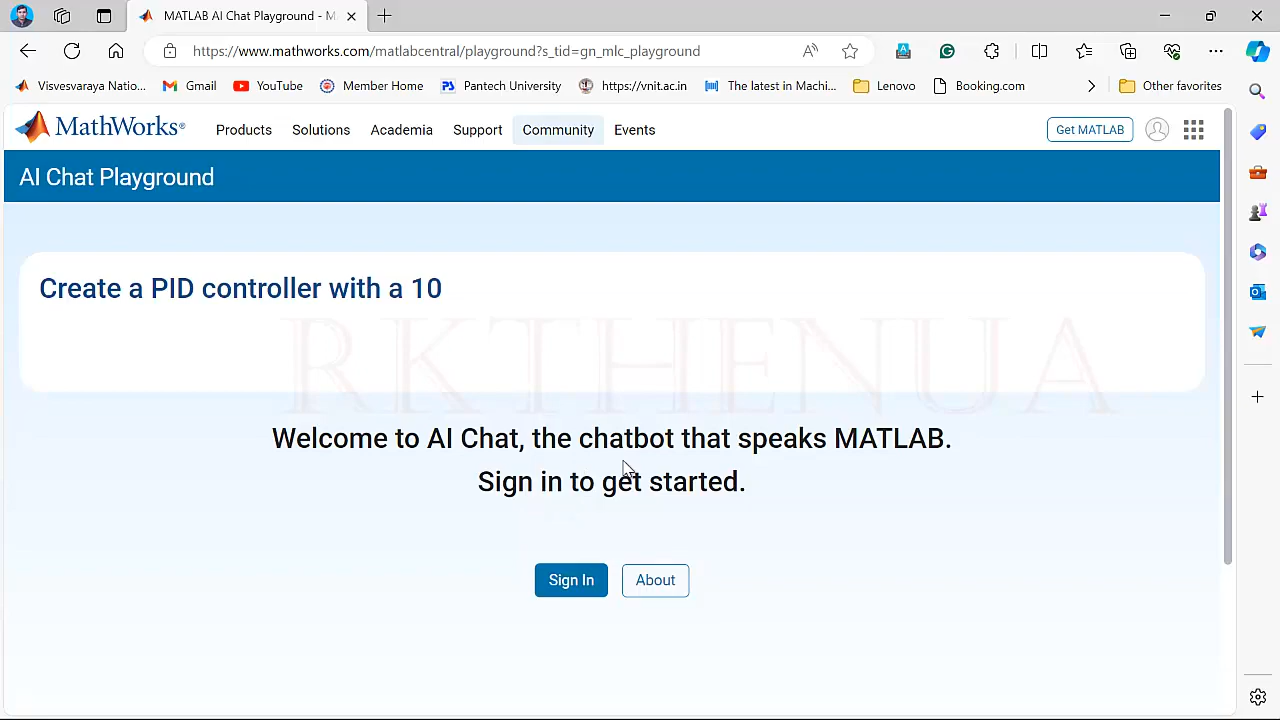 MATLAB AI Chat Playground - M
https://www.mathworks.com/matlabcentral/playground?s_tid=gn_mlc_playground
Visvesvaraya Natio... Gmail YouTube Member Home Pantech University https://vnit.ac.in The latest in Machi... Lenovo Booking.com Other favorites
MathWorks® Products Solutions Academia Support Community Events Get MATLAB
AI Chat Playground
Create a PID controller with a 10
RKTHENUA
Welcome to AI Chat, the chatbot that speaks MATLAB.
Sign in to get started.
Sign In About